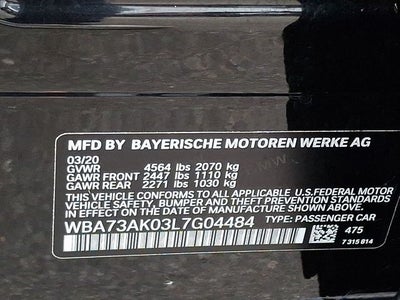 MFD BY BAYERISCHE MOTOREN WERKE AG
03/20
GVWR 4564 lbs 2070 kg
GAWR FRONT 2447 lbs 1110 kg
GAWR REAR 2271 lbs 1030 kg
THIS VEHICLE CONFORMS TO ALL APPLICABLE U.S. FEDERAL MOTOR
VEHICLE SAFETY, BUMPER AND THEFT PREVENTION STANDARDS
IN EFFECT ON THE DATE OF MANUFACTURE SHOWN ABOVE.
WBA73AK03L7G04484 TYPE: PASSENGER CAR
475
7 315 814